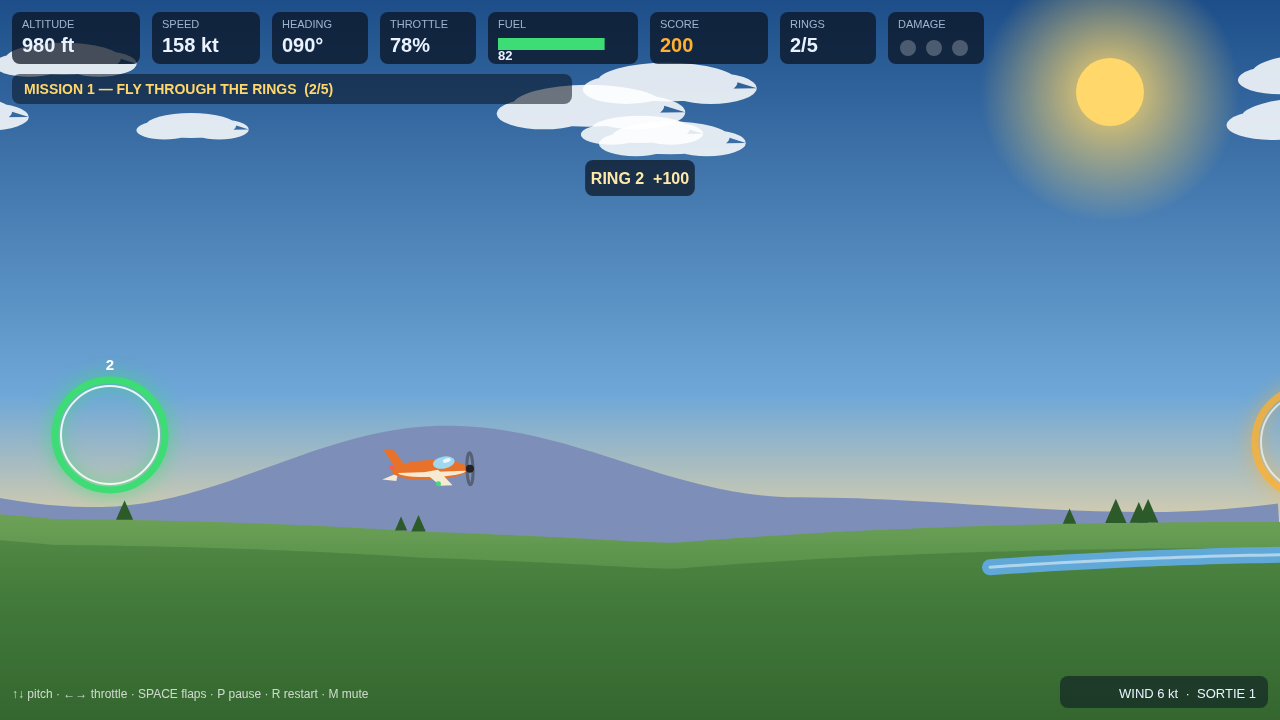 ALTITUDE
980 ft
SPEED
158 kt
HEADING
090°
THROTTLE
78%
FUEL
82
SCORE
200
RINGS
2/5
DAMAGE
MISSION 1 — FLY THROUGH THE RINGS (2/5)
RING 2 +100
2
↑↓ pitch · ←→ throttle · SPACE flaps · P pause · R restart · M mute
WIND 6 kt · SORTIE 1